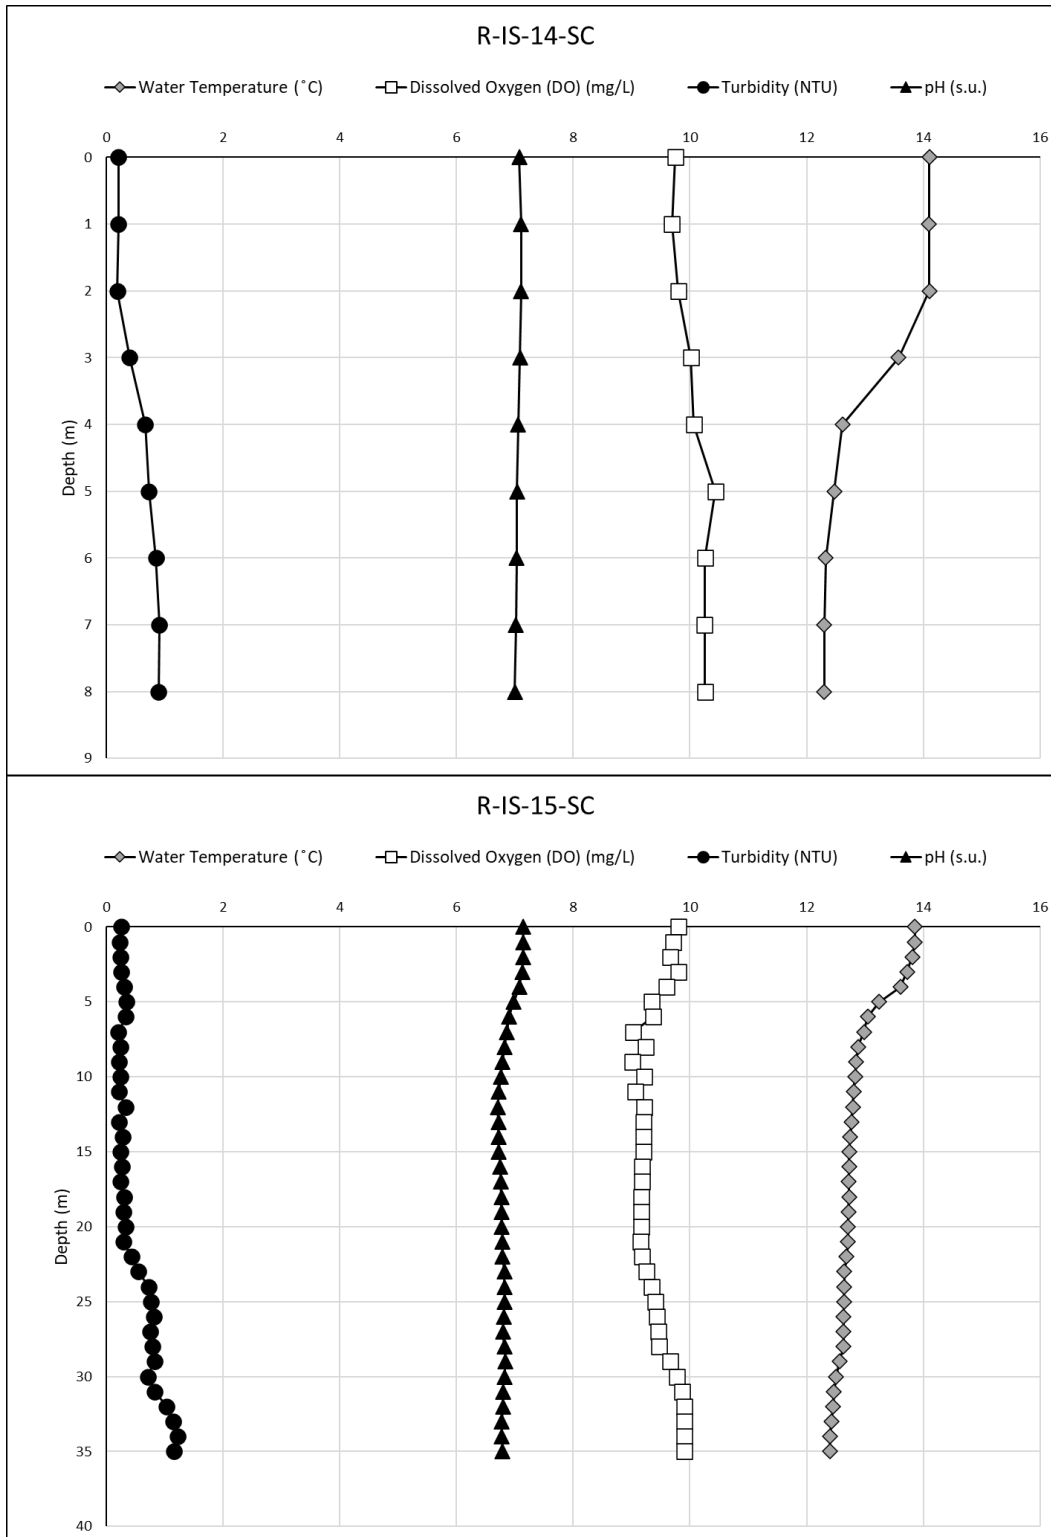 R-IS-14-SC
Water Temperature (˚C) Dissolved Oxygen (DO) (mg/L) Turbidity (NTU) pH (s.u.)
0 2 4 6 8 10 12 14 16
0
1
2
3
4
5
6
7
8
9
Depth (m)
R-IS-15-SC
Water Temperature (˚C) Dissolved Oxygen (DO) (mg/L) Turbidity (NTU) pH (s.u.)
0 2 4 6 8 10 12 14 16
0
5
10
15
20
25
30
35
40
Depth (m)